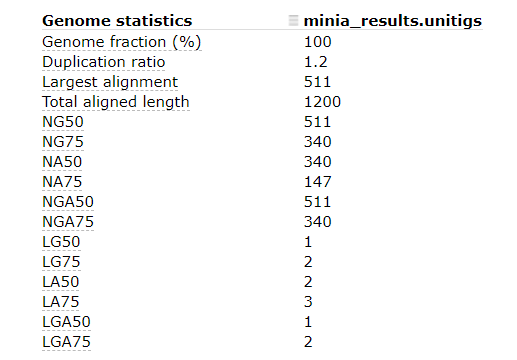 Genome statistics minia_results.unitigs
Genome fraction (%) 100
Duplication ratio 1.2
Largest alignment 511
Total aligned length 1200
NG50 511
NG75 340
NA50 340
NA75 147
NGA50 511
NGA75 340
LG50 1
LG75 2
LA50 2
LA75 3
LGA50 1
LGA75 2